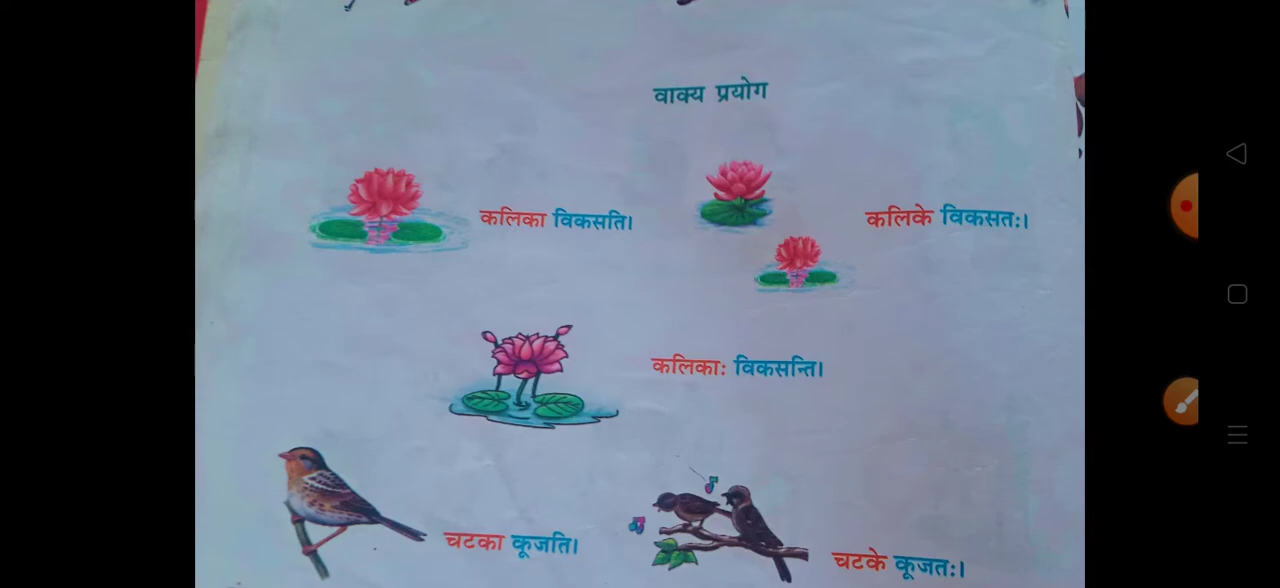 वाक्य प्रयोग
कलिका विकसति।
कलिके विकसतः।
कलिकाः विकसन्ति।
चटका कूजति।
चटके कूजतः।